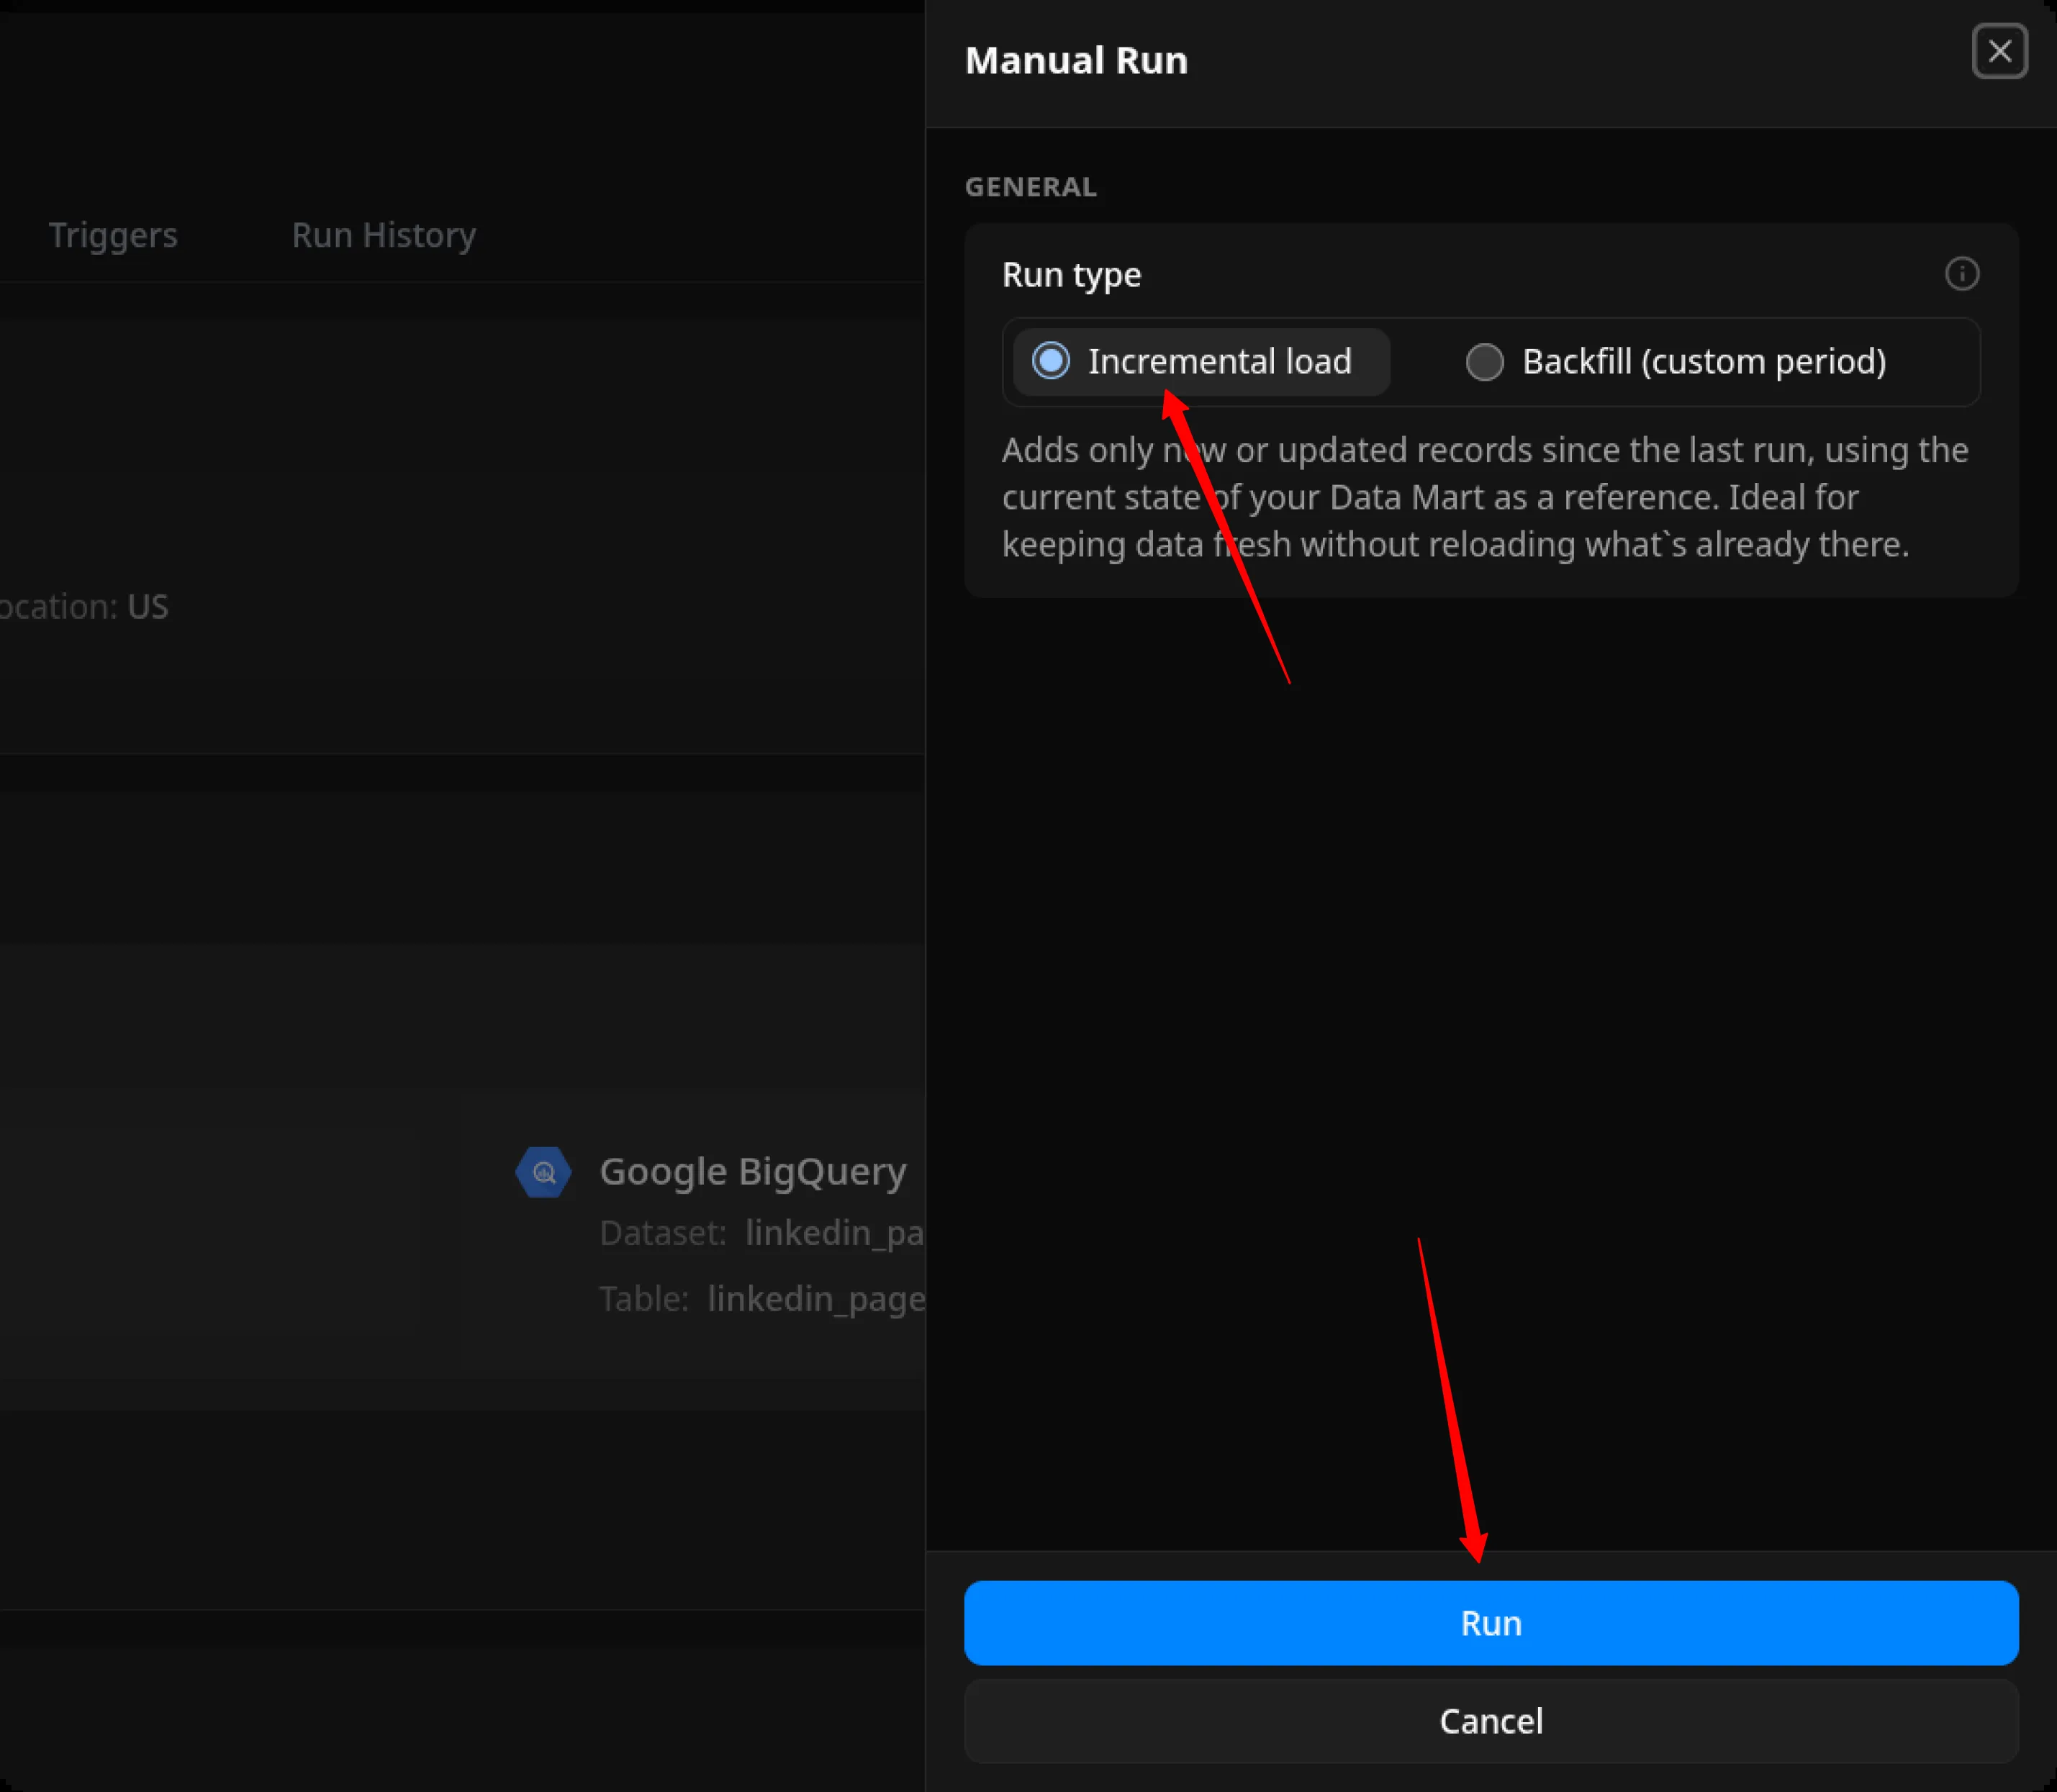 Manual Run
GENERAL
Triggers
Run History
Run type
Incremental load
Backfill (custom period)
Adds only new or updated records since the last run, using the
current state of your Data Mart as a reference. Ideal for
keeping data fresh without reloading what`s already there.
ocation: US
Google BigQuery
Dataset: linkedin_pa
Table: linkedin_page
Run
Cancel